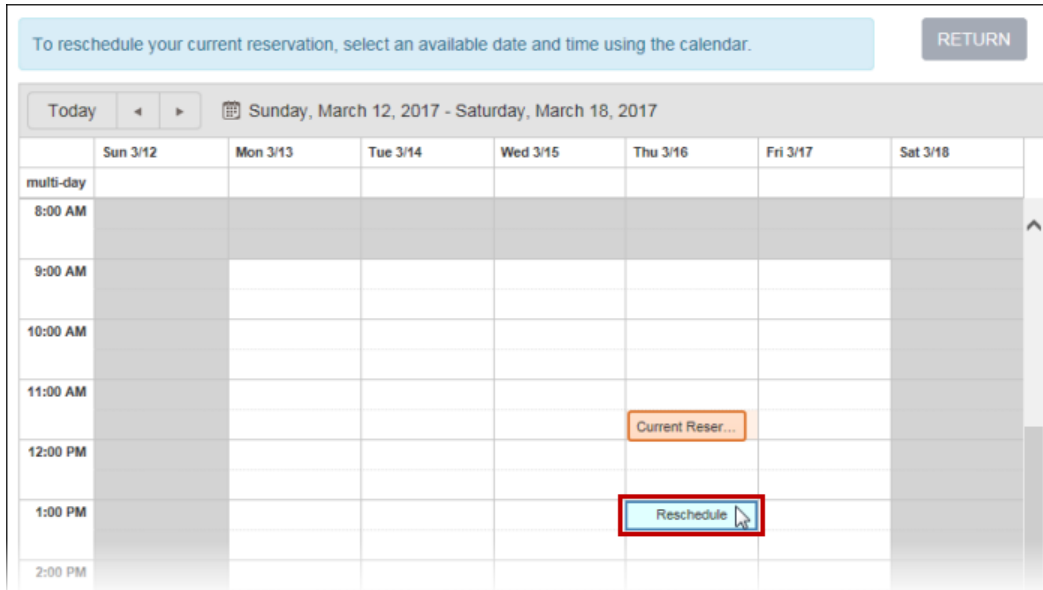 To reschedule your current reservation, select an available date and time using the calendar.
RETURN
Today
Sunday, March 12, 2017 - Saturday, March 18, 2017
Sun 3/12 Mon 3/13 Tue 3/14 Wed 3/15 Thu 3/16 Fri 3/17 Sat 3/18
multi-day
8:00 AM
9:00 AM
10:00 AM
11:00 AM
Current Reser...
12:00 PM
1:00 PM
Reschedule
2:00 PM